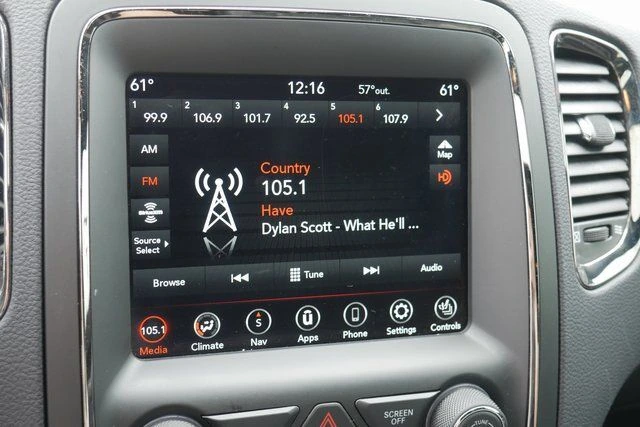 61° 12:16 57°out. 61°
1 2 3 4 5 6
99.9 106.9 101.7 92.5 105.1 107.9
AM
Map
Country
FM
105.1
Have
SiriusXM
Dylan Scott - What He'll ...
Source
Select
Browse Tune Audio
105.1 S
Media Climate Nav Apps Phone Settings Controls
SCREEN
OFF
TUNE